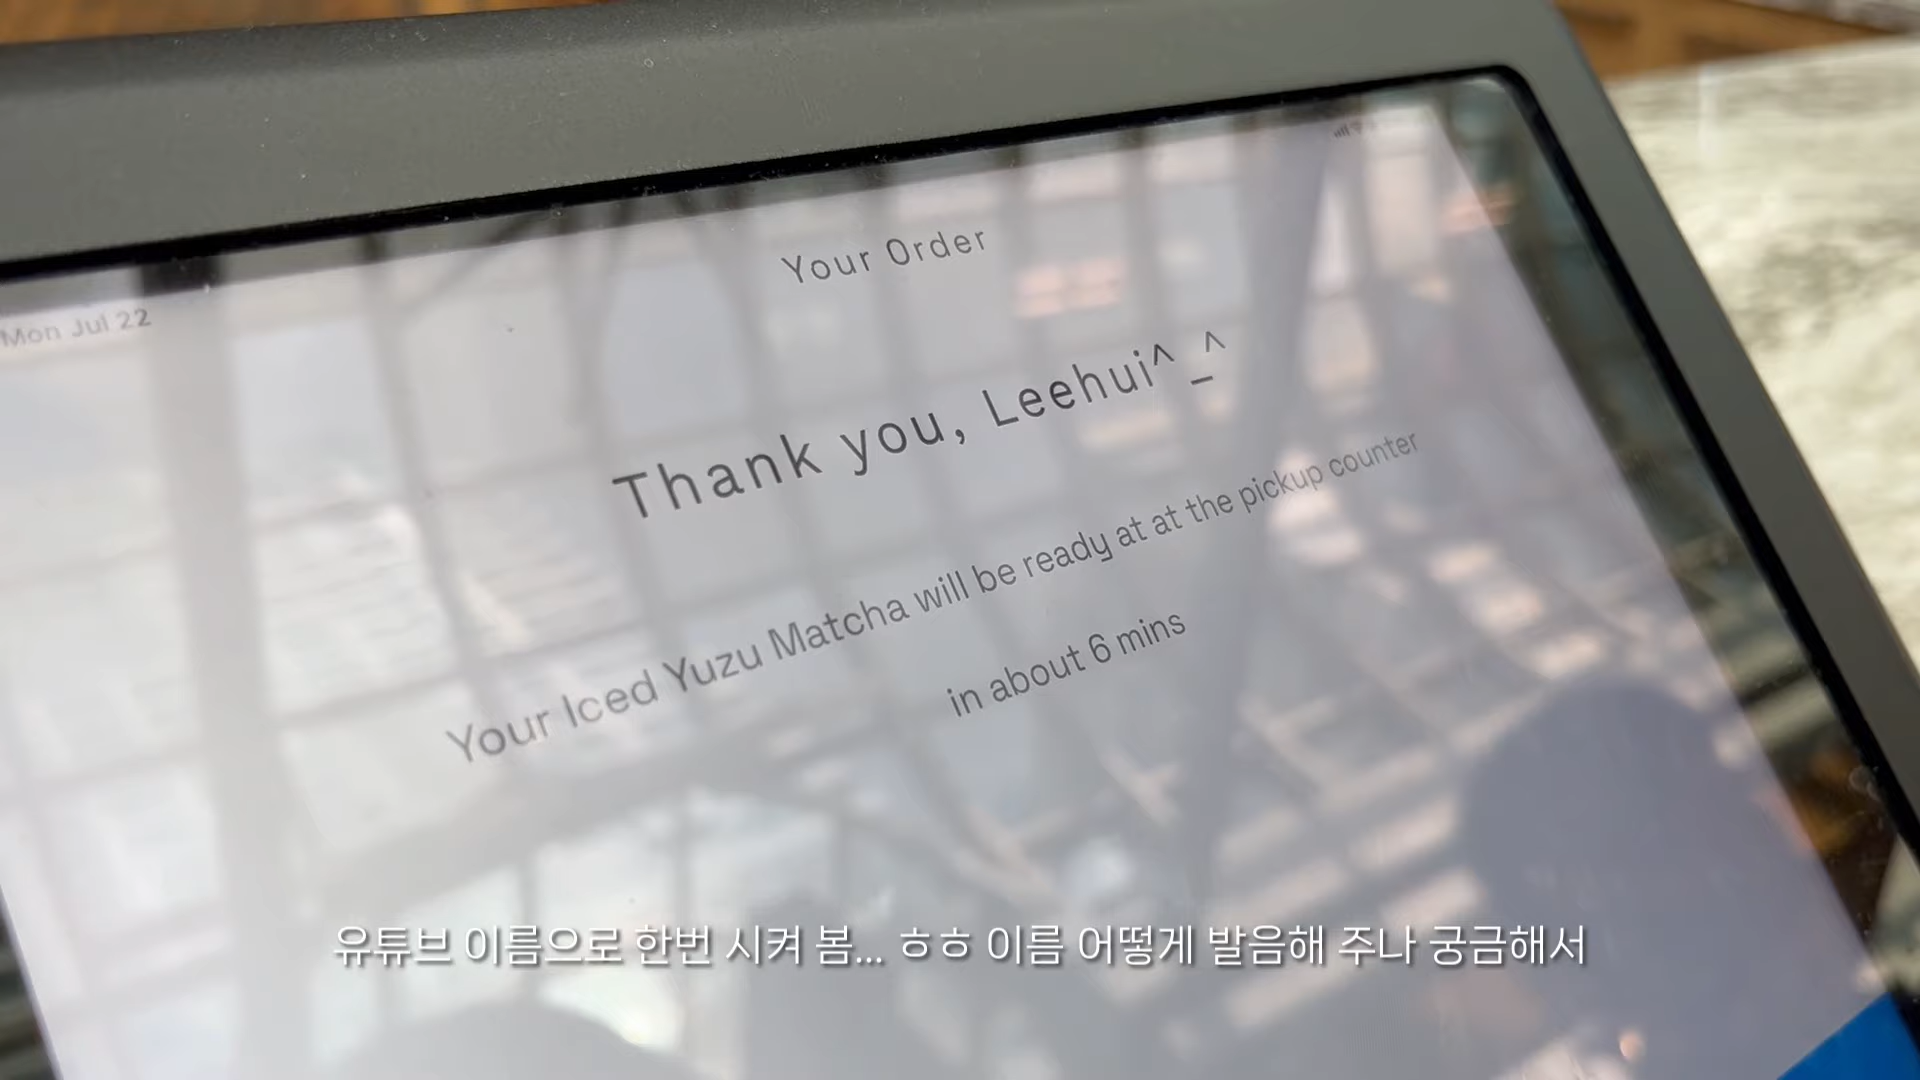 Mon Jul 22
Your Order
Thank you, Leehui^_^
Your Iced Yuzu Matcha will be ready at at the pickup counter
in about 6 mins
유튜브 이름으로 한번 시켜 봄... ㅎㅎ 이름 어떻게 발음해 주나 궁금해서